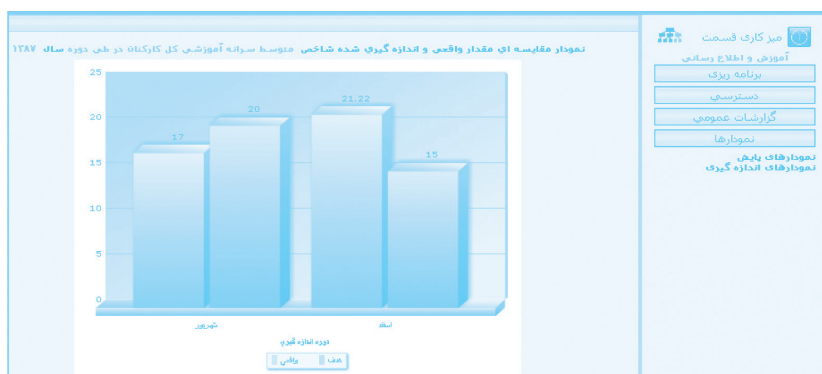 میز کاری قسمت
آموزش و اطلاع رسانی
برنامه ریزی
دسترسی
گزارشات عمومی
نمودارها
نمودارهای پایش
نمودارهای اندازه گیری
نمودار مقایسه ای مقدار واقعی و اندازه گیری شده شاخص متوسط سرانه آموزشی کل کارکنان در طی دوره سال ۱۳۸۷
25
20
15
10
5
0
17
20
21.22
15
شهریور
اسفند
دوره اندازه گیری
هدف
واقعی